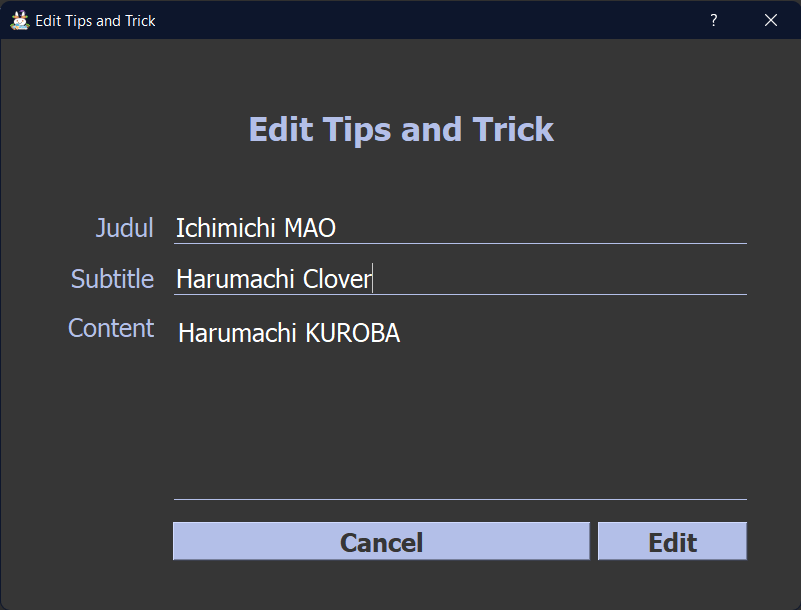 Edit Tips and Trick
?
Edit Tips and Trick
Judul Ichimichi MAO
Subtitle Harumachi Clover
Content Harumachi KUROBA
Cancel Edit